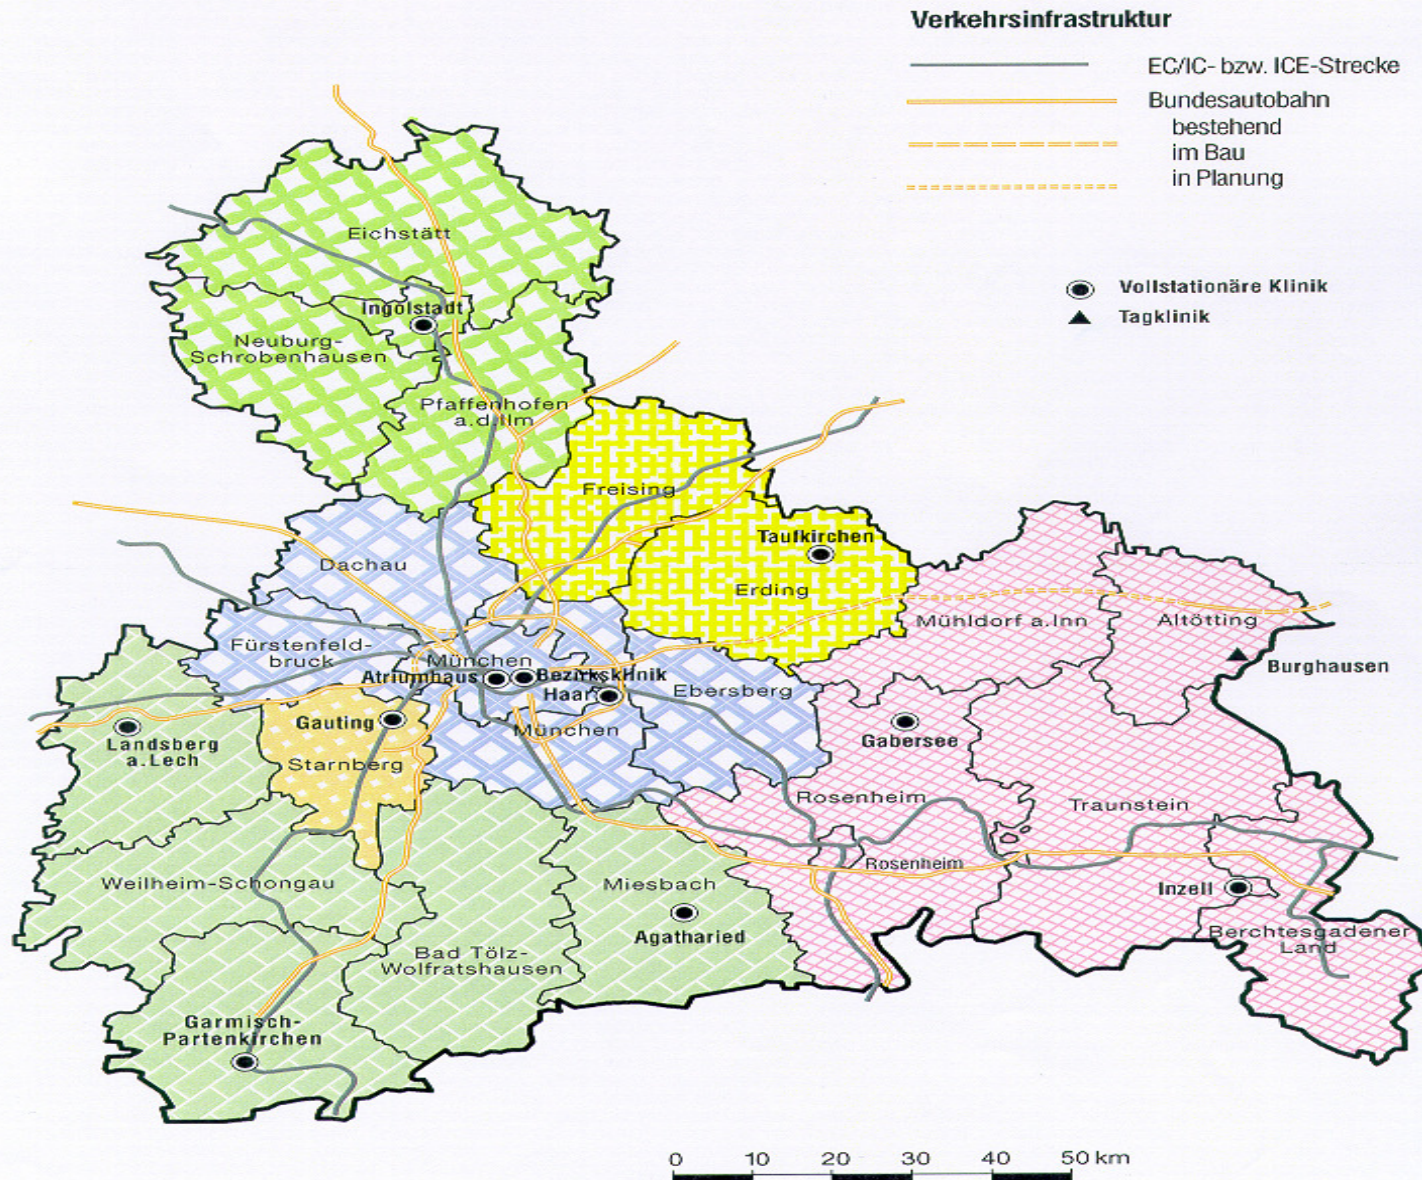 Verkehrsinfrastruktur
EC/IC- bzw. ICE-Strecke
Bundesautobahn
bestehend
im Bau
in Planung
Vollstationäre Klinik
Tagklinik
Eichstätt
Ingolstadt
Neuburg-
Schrobenhausen
Pfaffenhofen
a.d.Ilm
Freising
Taufkirchen
Erding
Dachau
Mühldorf a.Inn
Altötting
Fürstenfeld-
bruck
München
Atriumhaus
Bezirksklinik
Haar
Ebersberg
Burghausen
Gauting
München
Landsberg
a.Lech
Starnberg
Gabersee
Rosenheim
Traunstein
Rosenheim
Weilheim-Schongau
Miesbach
Inzell
Agatharied
Berchtesgadener
Land
Bad Tölz-
Wolfratshausen
Garmisch-
Partenkirchen
0 10 20 30 40 50 km